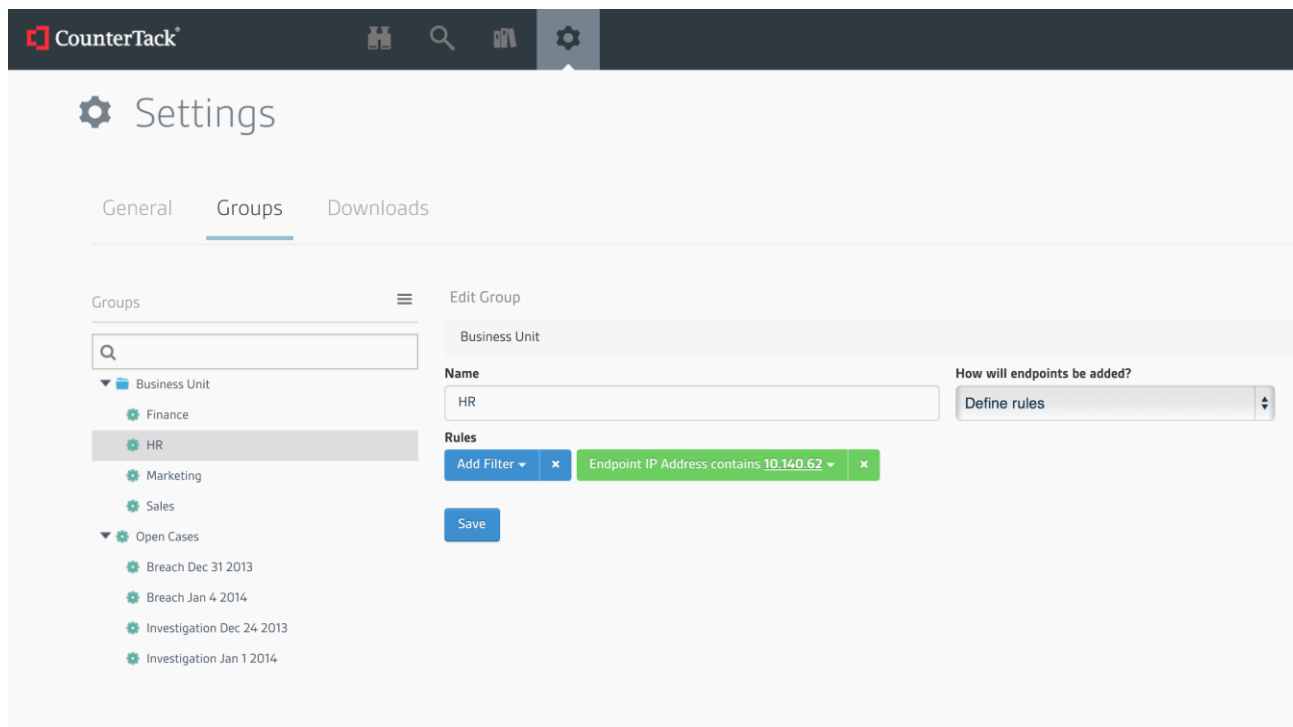 CounterTack®
Settings
General Groups Downloads
Groups
Business Unit
Finance
HR
Marketing
Sales
Open Cases
Breach Dec 31 2013
Breach Jan 4 2014
Investigation Dec 24 2013
Investigation Jan 1 2014
Edit Group
Business Unit
Name
HR
How will endpoints be added?
Define rules
Rules
Add Filter × Endpoint IP Address contains 10.140.62 ×
Save